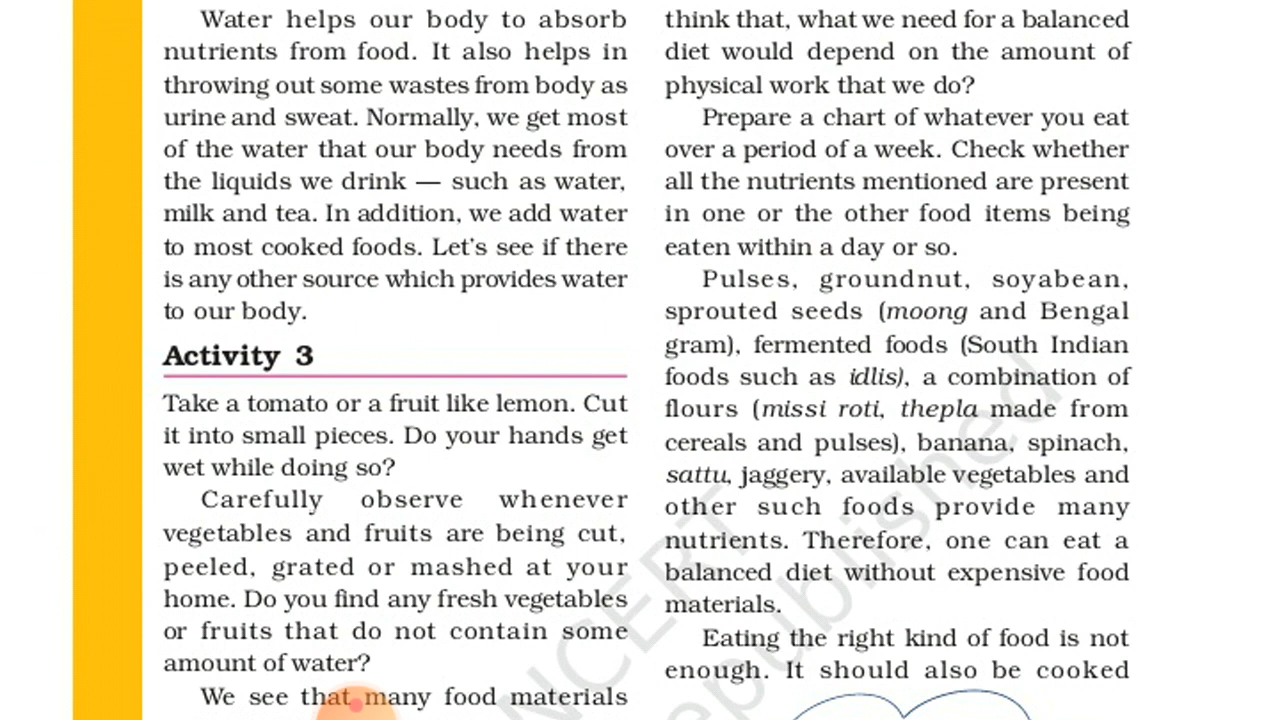 Water helps our body to absorb
nutrients from food. It also helps in
throwing out some wastes from body as
urine and sweat. Normally, we get most
of the water that our body needs from
the liquids we drink — such as water,
milk and tea. In addition, we add water
to most cooked foods. Let's see if there
is any other source which provides water
to our body.
Activity 3
Take a tomato or a fruit like lemon. Cut
it into small pieces. Do your hands get
wet while doing so?
Carefully observe whenever
vegetables and fruits are being cut,
peeled, grated or mashed at your
home. Do you find any fresh vegetables
or fruits that do not contain some
amount of water?
We see that many food materials
think that, what we need for a balanced
diet would depend on the amount of
physical work that we do?
Prepare a chart of whatever you eat
over a period of a week. Check whether
all the nutrients mentioned are present
in one or the other food items being
eaten within a day or so.
Pulses, groundnut, soyabean,
sprouted seeds (moong and Bengal
gram), fermented foods (South Indian
foods such as idlis), a combination of
flours (missi roti, thepla made from
cereals and pulses), banana, spinach,
sattu, jaggery, available vegetables and
other such foods provide many
nutrients. Therefore, one can eat a
balanced diet without expensive food
materials.
Eating the right kind of food is not
enough. It should also be cooked
NCERT
republished